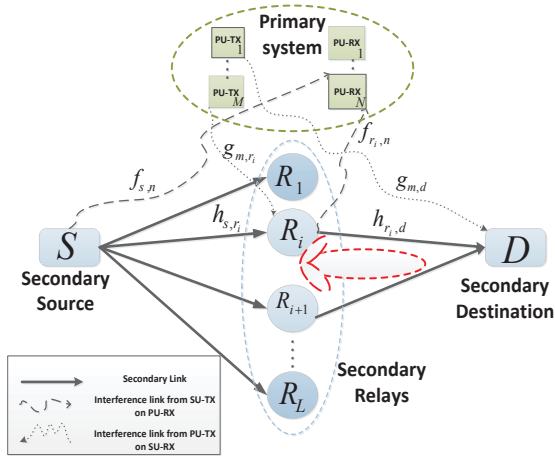 Primary
system
PU-TX
1
PU-RX
1
PU-TX
M
PU-RX
N
f_{s,n}
g_{m,r_i}
f_{r_i,n}
g_{m,d}
R_1
h_{s,r_i}
R_i
h_{r_i,d}
S
D
Secondary
Source
Secondary
Destination
R_{i+1}
R_L
Secondary
Relays
Secondary Link
Interference link from SU-TX
on PU-RX
Interference link from PU-TX
on SU-RX